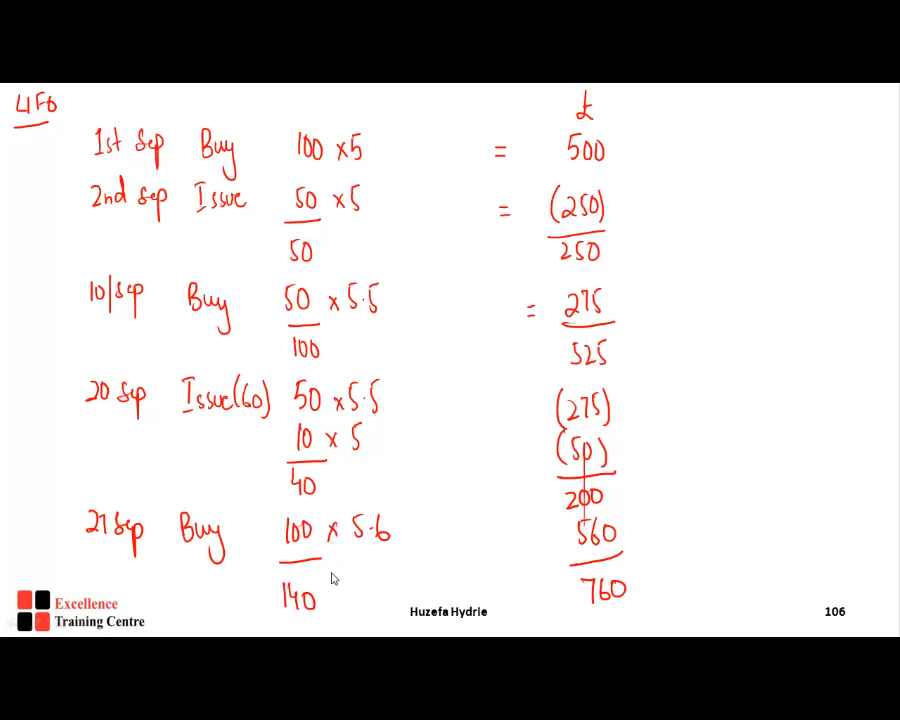 LIFO
£
1st Sep Buy 100 x 5 = 500
2nd Sep Issue 50 x 5 = (250)
50 250
10/Sep Buy 50 x 5.5 = 275
100 525
20 Sep Issue (60) 50 x 5.5 (275)
10 x 5 (50)
40 200
27 Sep Buy 100 x 5.6 560
140 760
Excellence
Training Centre
Huzefa Hydrie
106